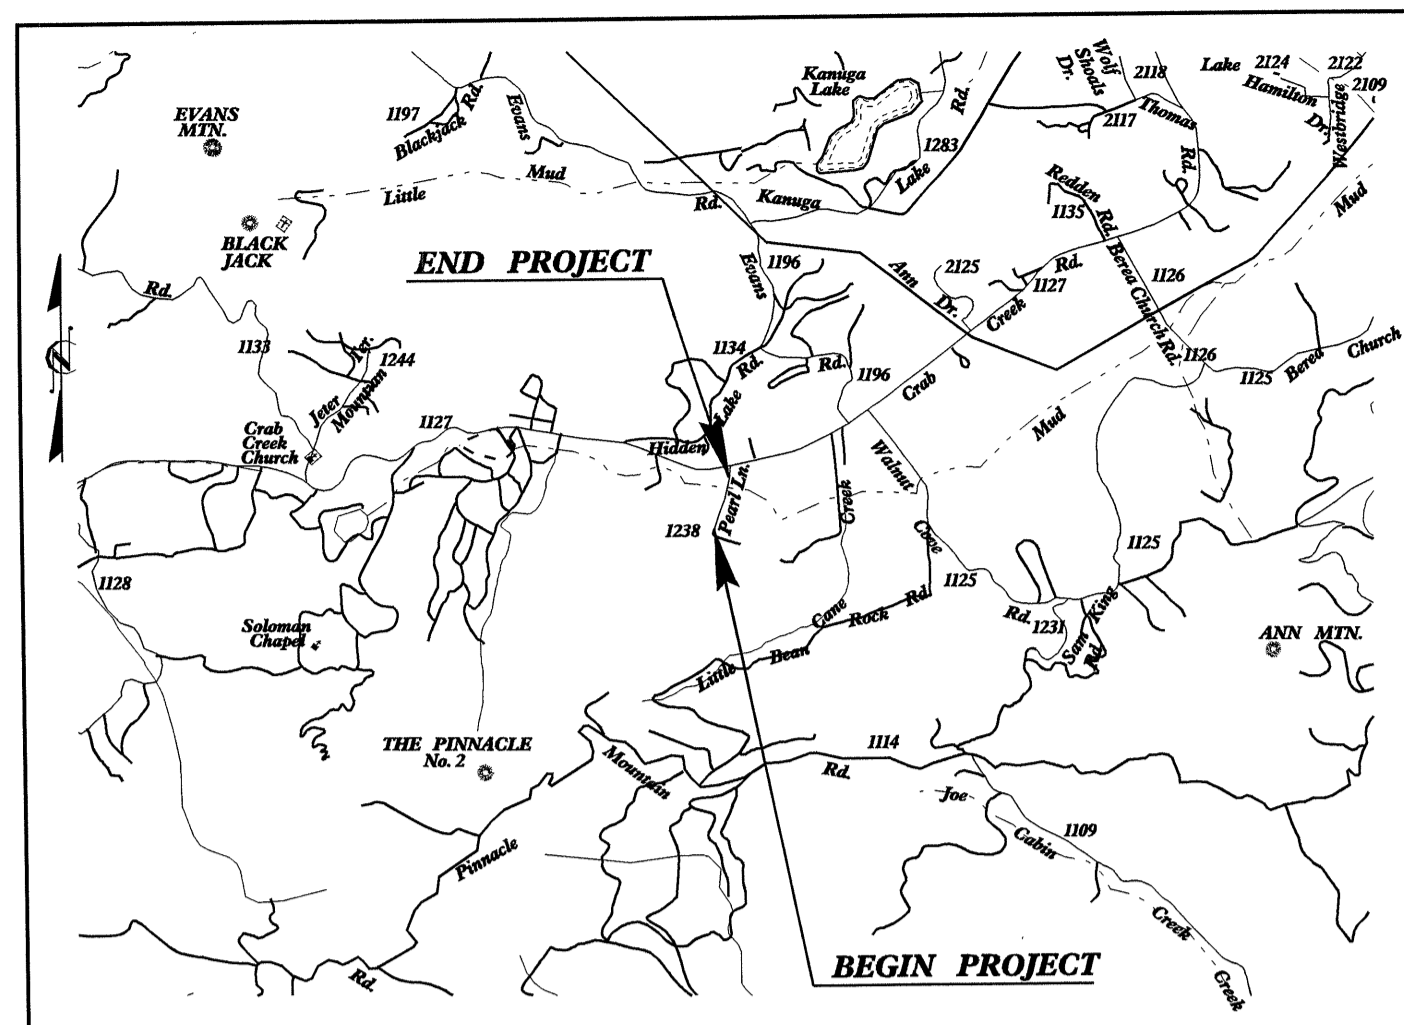 Wolf
Shoals
Dr.
2118
Lake
2124
2122
Hamilton
Dr.
2109
Westbridge
Kanuga
Lake
Rd.
EVANS
MTN.
1197
Blackjack
Rd.
Evans
2117
Thomas
Rd.
1283
Lake
Little
Mud
Rd.
Kanuga
Redden
Rd.
1135
Mud
BLACK
JACK
END PROJECT
Evans
1196
Ann
Dr.
2125
Creek
1127
Rd.
Berea Church Rd.
1126
Rd.
1133
Jeter
Mountian
Ter.
1244
1134
Rd.
Lake
Hidden
Rd.
1196
Crab
1126
1125
Berea
Church
1127
Crab
Creek
Church
Mud
Walnut
Cove
Creek
Pearl Ln.
1238
1125
1128
1125
Rd.
1231
Sam King
Rd.
Soloman
Chapel
Cane
Rock
Rd.
Little
Bean
ANN MTN.
THE PINNACLE
No. 2
Mountain
1114
Rd.
Joe
Gabin
1109
Creek
Pinnacle
Rd.
BEGIN PROJECT
Creek